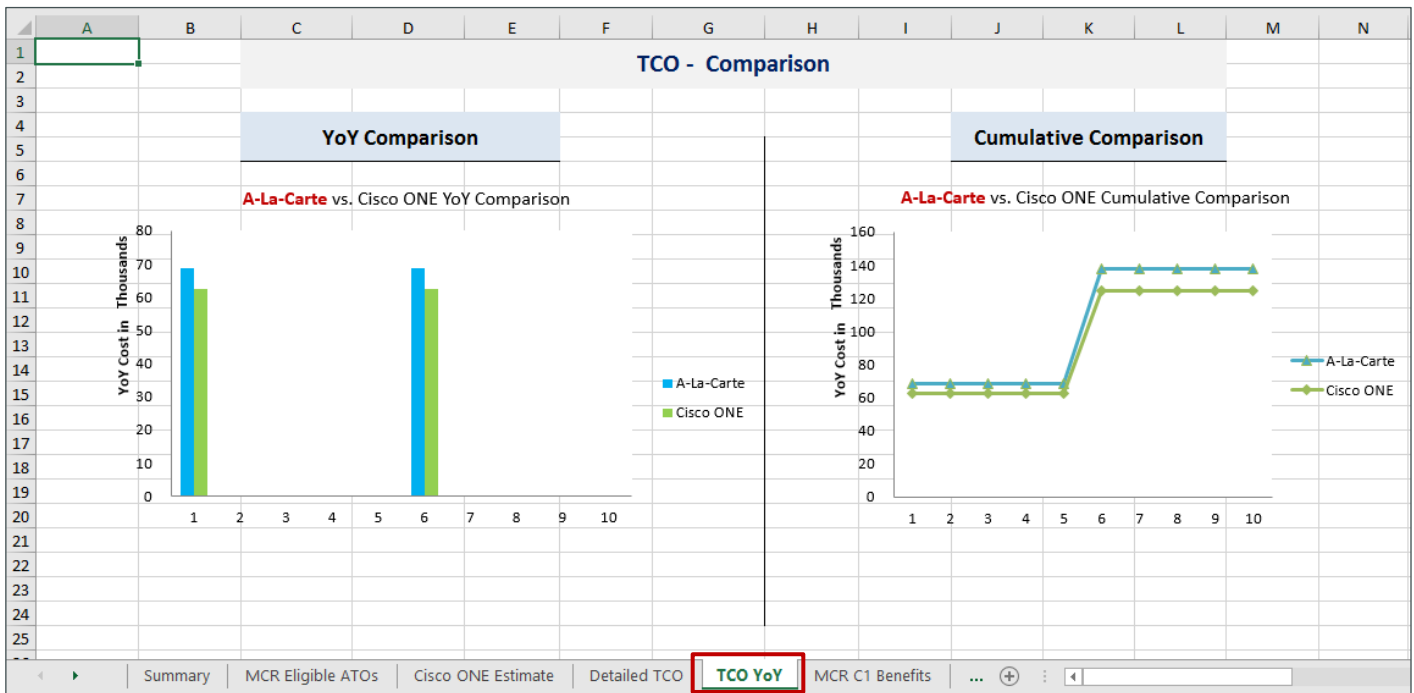 A B C D E F G H I J K L M N
1
2
3
4
5
6
7
8
9
10
11
12
13
14
15
16
17
18
19
20
21
22
23
24
25
TCO - Comparison
YoY Comparison
A-La-Carte vs. Cisco ONE YoY Comparison
YoY Cost in Thousands
80
70
60
50
40
30
20
10
0
1 2 3 4 5 6 7 8 9 10
A-La-Carte
Cisco ONE
Cumulative Comparison
A-La-Carte vs. Cisco ONE Cumulative Comparison
YoY Cost in Thousands
160
140
120
100
80
60
40
20
0
1 2 3 4 5 6 7 8 9 10
A-La-Carte
Cisco ONE
Summary MCR Eligible ATOs Cisco ONE Estimate Detailed TCO TCO YoY MCR C1 Benefits ...